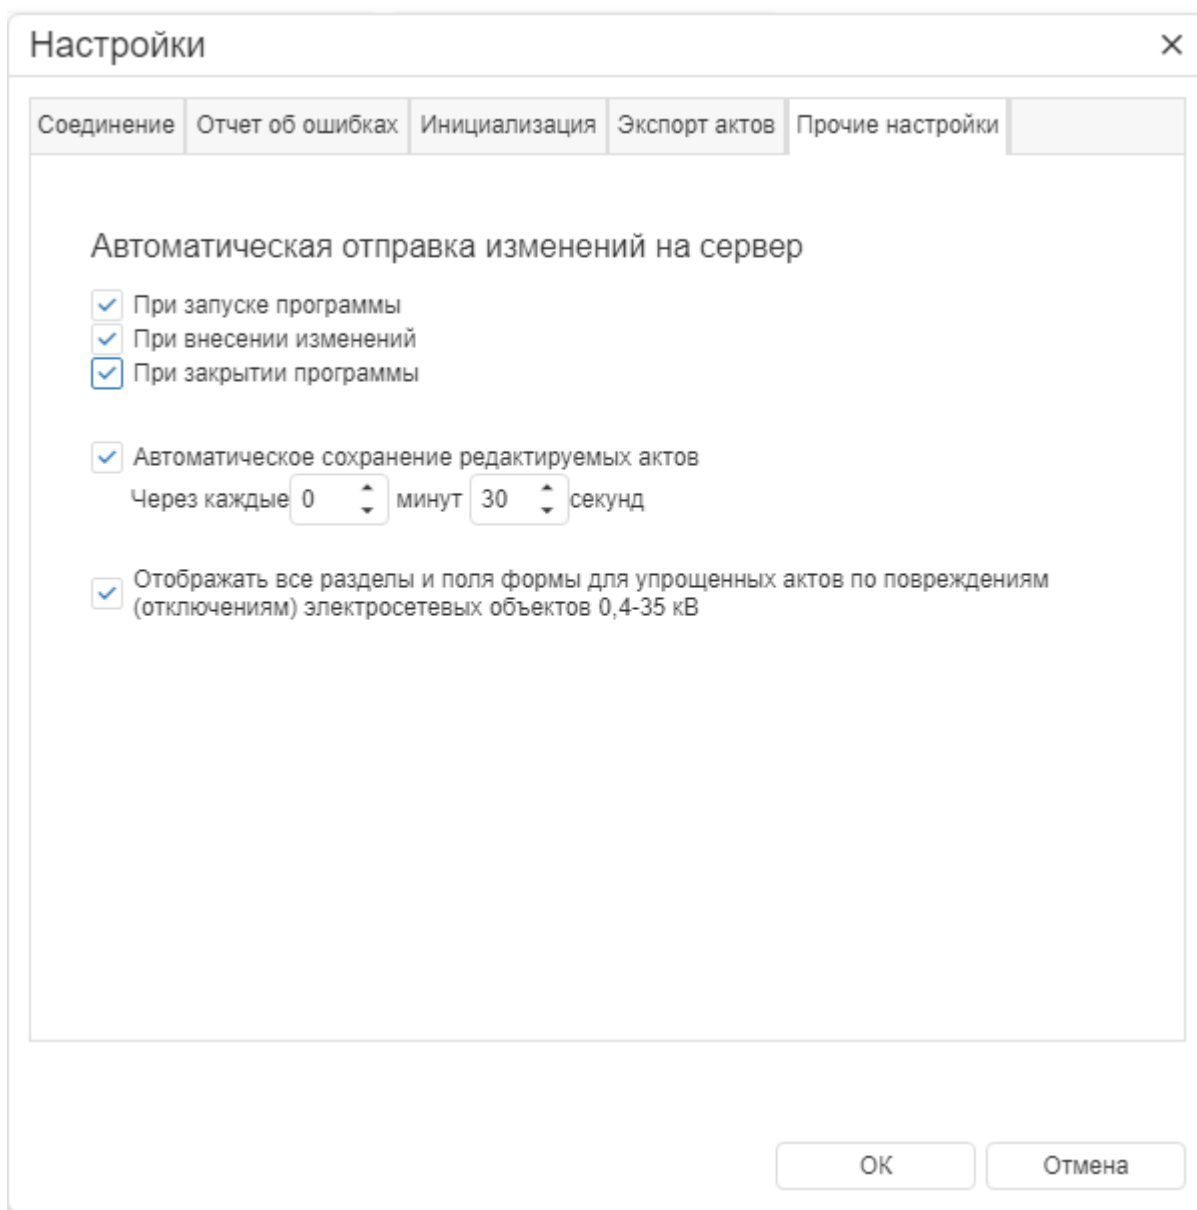 Настройки
Соединение Отчет об ошибках Инициализация Экспорт актов Прочие настройки
Автоматическая отправка изменений на сервер
При запуске программы
При внесении изменений
При закрытии программы
Автоматическое сохранение редактируемых актов
Через каждые 0 минут 30 секунд
Отображать все разделы и поля формы для упрощенных актов по повреждениям
(отключениям) электросетевых объектов 0,4-35 кВ
ОК Отмена